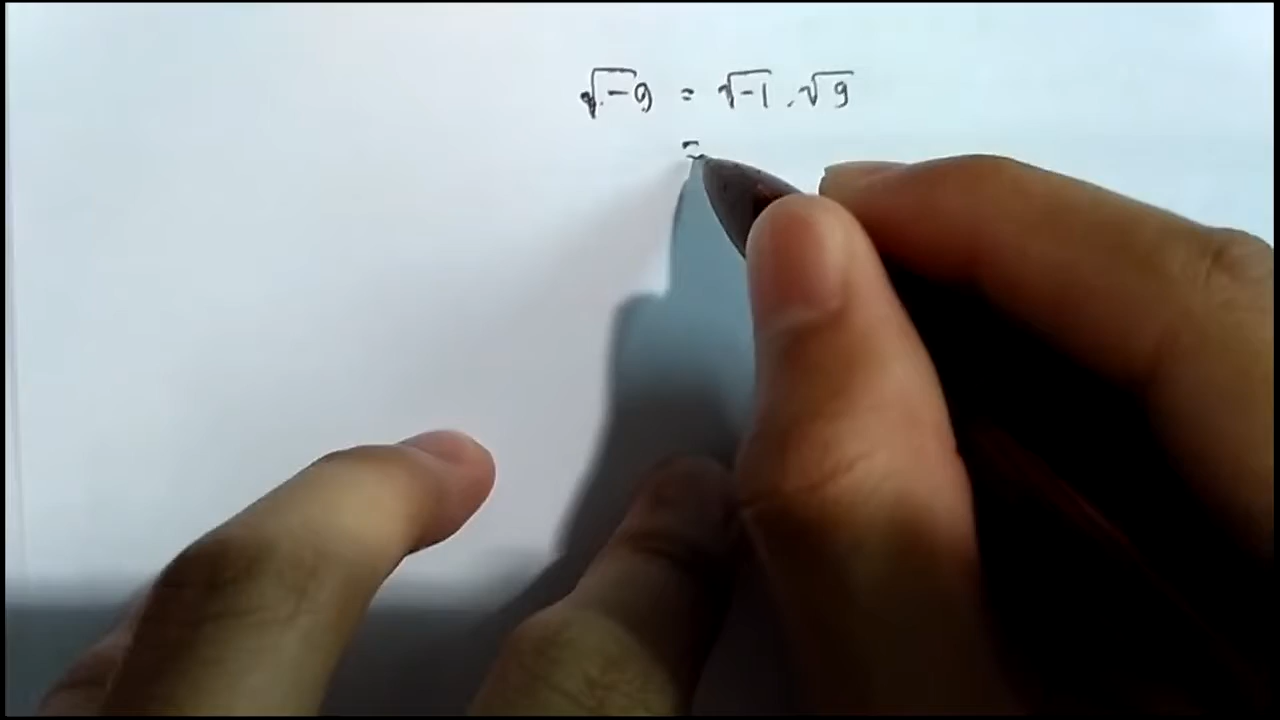 √-9 = √-1 . √9
=